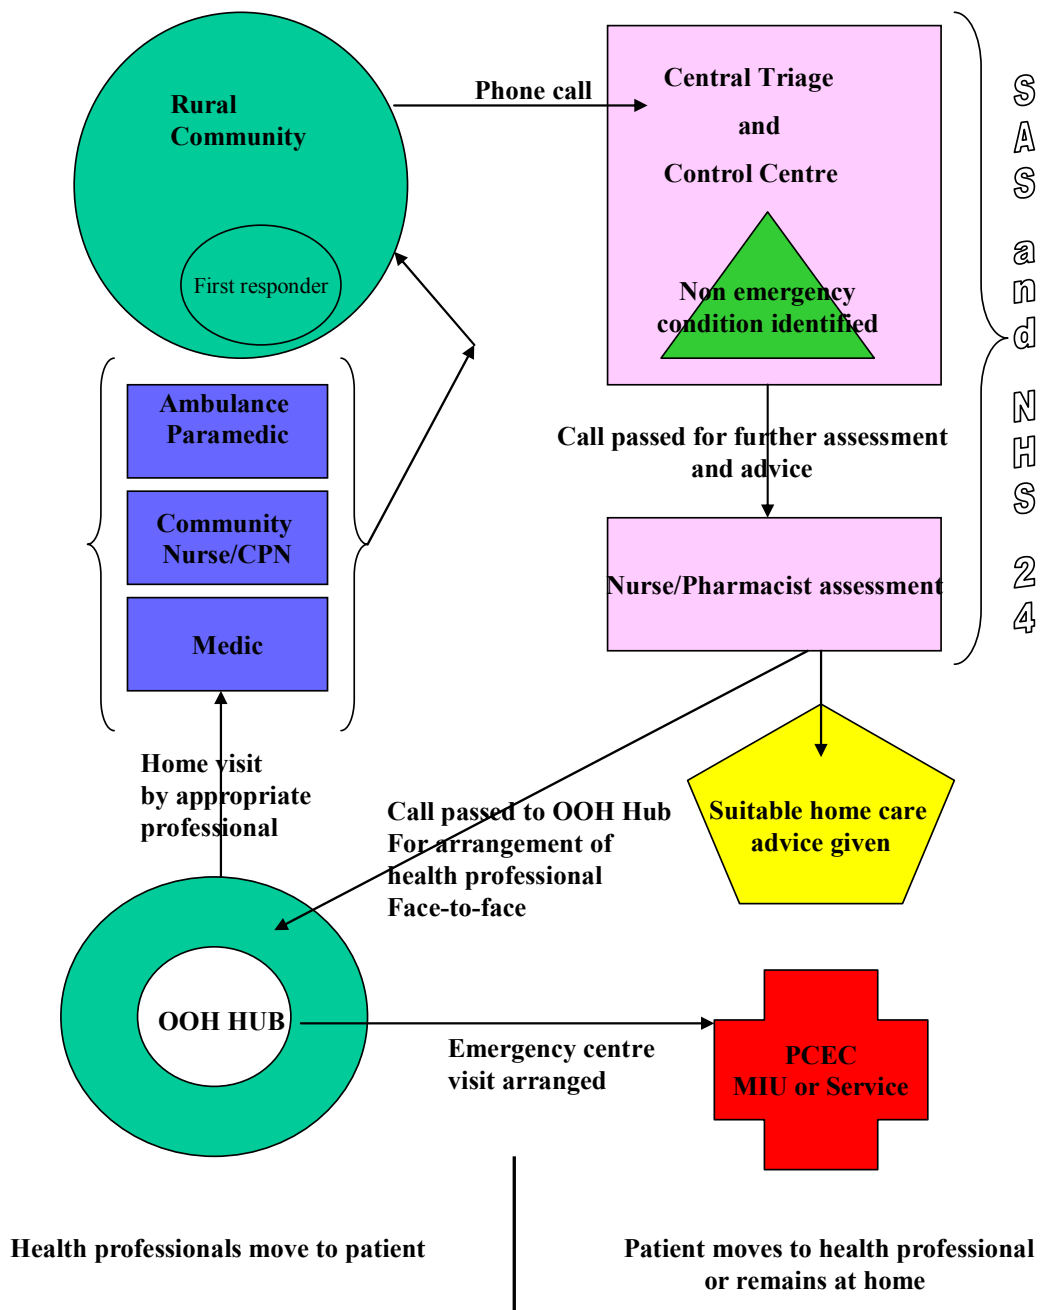 Rural
Community
First responder
Phone call
Central Triage
and
Control Centre
Non emergency
condition identified
SAS and NHS 24
Call passed for further assessment
and advice
Nurse/Pharmacist assessment
Ambulance
Paramedic
Community
Nurse/CPN
Medic
Home visit
by appropriate
professional
Call passed to OOH Hub
For arrangement of
health professional
Face-to-face
Suitable home care
advice given
OOH HUB
Emergency centre
visit arranged
PCEC
MIU or Service
Health professionals move to patient
Patient moves to health professional
or remains at home